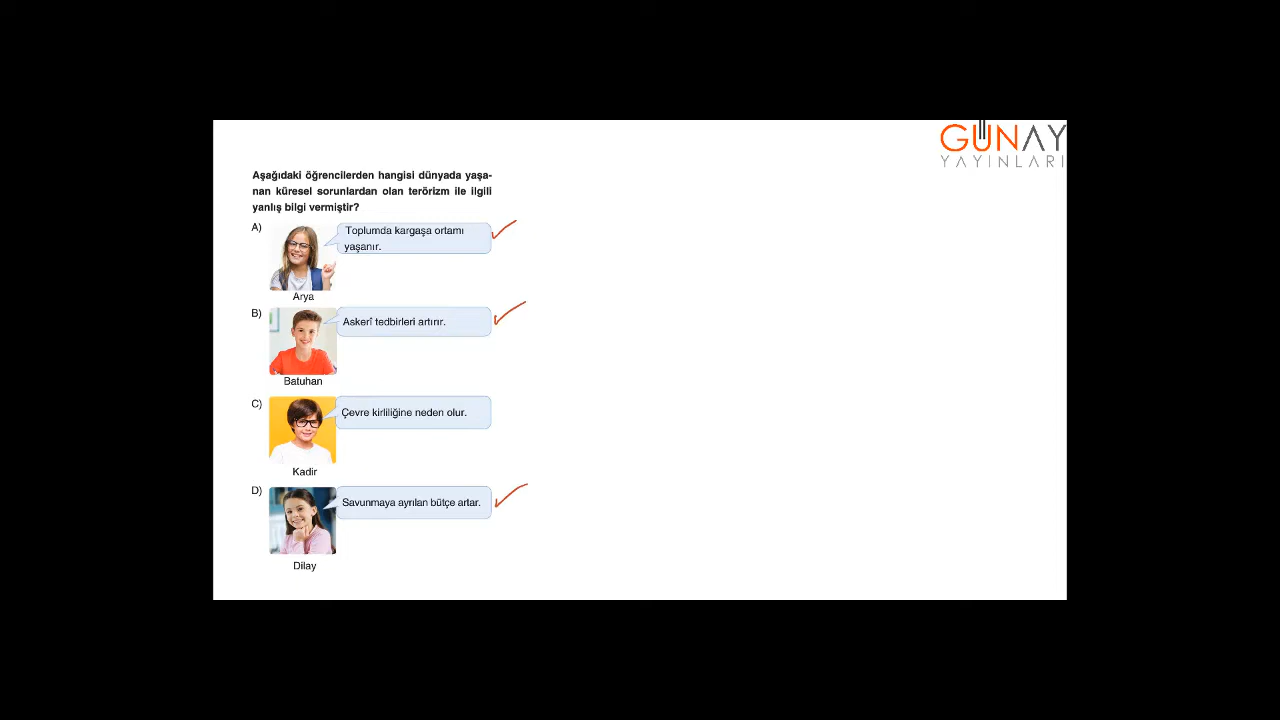 GÜNAY
YAYINLARI
Aşağıdaki öğrencilerden hangisi dünyada yaşa-
nan küresel sorunlardan olan terörizm ile ilgili
yanlış bilgi vermiştir?
A)
Toplumda kargaşa ortamı
yaşanır.
Arya
B)
Askerî tedbirleri artırır.
Batuhan
C)
Çevre kirliliğine neden olur.
Kadir
D)
Savunmaya ayrılan bütçe artar.
Dilay